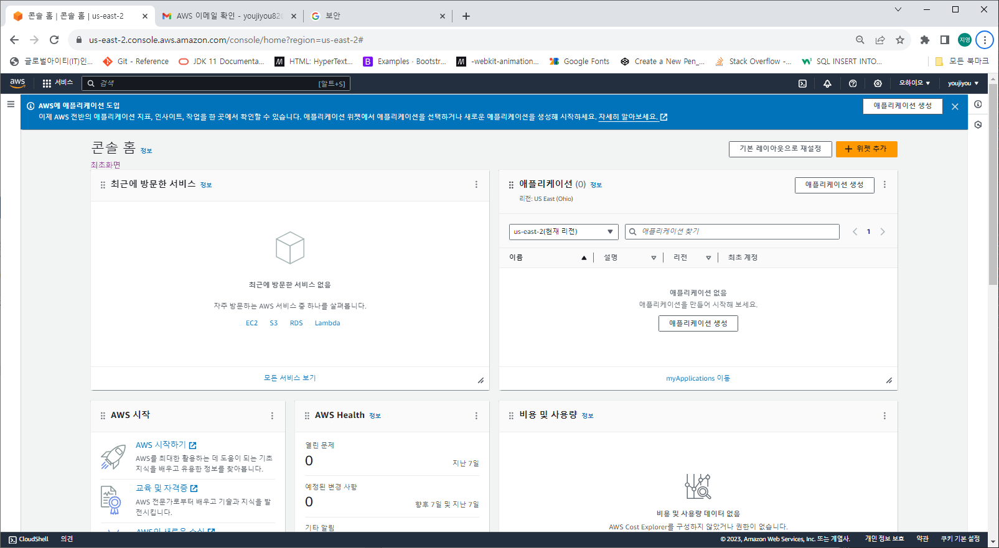 콘솔 홈 | 콘솔 홈 | us-east-2
AWS 이메일 확인 - youjiyou82
보안
us-east-2.console.aws.amazon.com/console/home?region=us-east-2#
지영
글로벌아이티(IT)인...
Git - Reference
JDK 11 Documenta...
HTML: HyperText...
Examples · Bootstr...
-webkit-animation...
Google Fonts
Create a New Pen_...
Stack Overflow -...
SQL INSERT INTO...
모든 북마크
aws
서비스
검색
[알트+S]
오하이오
youjiyou
AWS에 애플리케이션 도입
이제 AWS 전반의 애플리케이션 지표, 인사이트, 작업을 한 곳에서 확인할 수 있습니다. 애플리케이션 위젯에서 애플리케이션을 선택하거나 새로운 애플리케이션을 생성해 시작하세요. 자세히 알아보세요.
애플리케이션 생성
콘솔 홈 정보
기본 레이아웃으로 재설정
위젯 추가
최초화면
최근에 방문한 서비스 정보
최근에 방문한 서비스 없음
자주 방문하는 AWS 서비스 중 하나를 살펴봅니다.
EC2 S3 RDS Lambda
모든 서비스 보기
애플리케이션 (0) 정보
리전: US East (Ohio)
애플리케이션 생성
us-east-2(현재 리전)
애플리케이션 찾기
1
이름 설명 리전 최초 계정
애플리케이션 없음
애플리케이션을 만들어 시작해 보세요.
애플리케이션 생성
myApplications 이동
AWS 시작
AWS 시작하기
AWS를 최대한 활용하는 데 도움이 되는 기초
지식을 배우고 유용한 정보를 찾아봅니다.
교육 및 자격증
AWS 전문가로부터 배우고 기술과 지식을 발
전시킵니다.
AWS의 새로운 소식
AWS Health 정보
열린 문제
0
지난 7일
예정된 변경 사항
0
향후 7일 및 지난 7일
기타 알림
비용 및 사용량 정보
비용 및 사용량 데이터 없음
AWS Cost Explorer를 구성하지 않았거나 권한이 없습니다.
CloudShell
의견
© 2023, Amazon Web Services, Inc. 또는 계열사.
개인 정보 보호
약관
쿠키 기본 설정